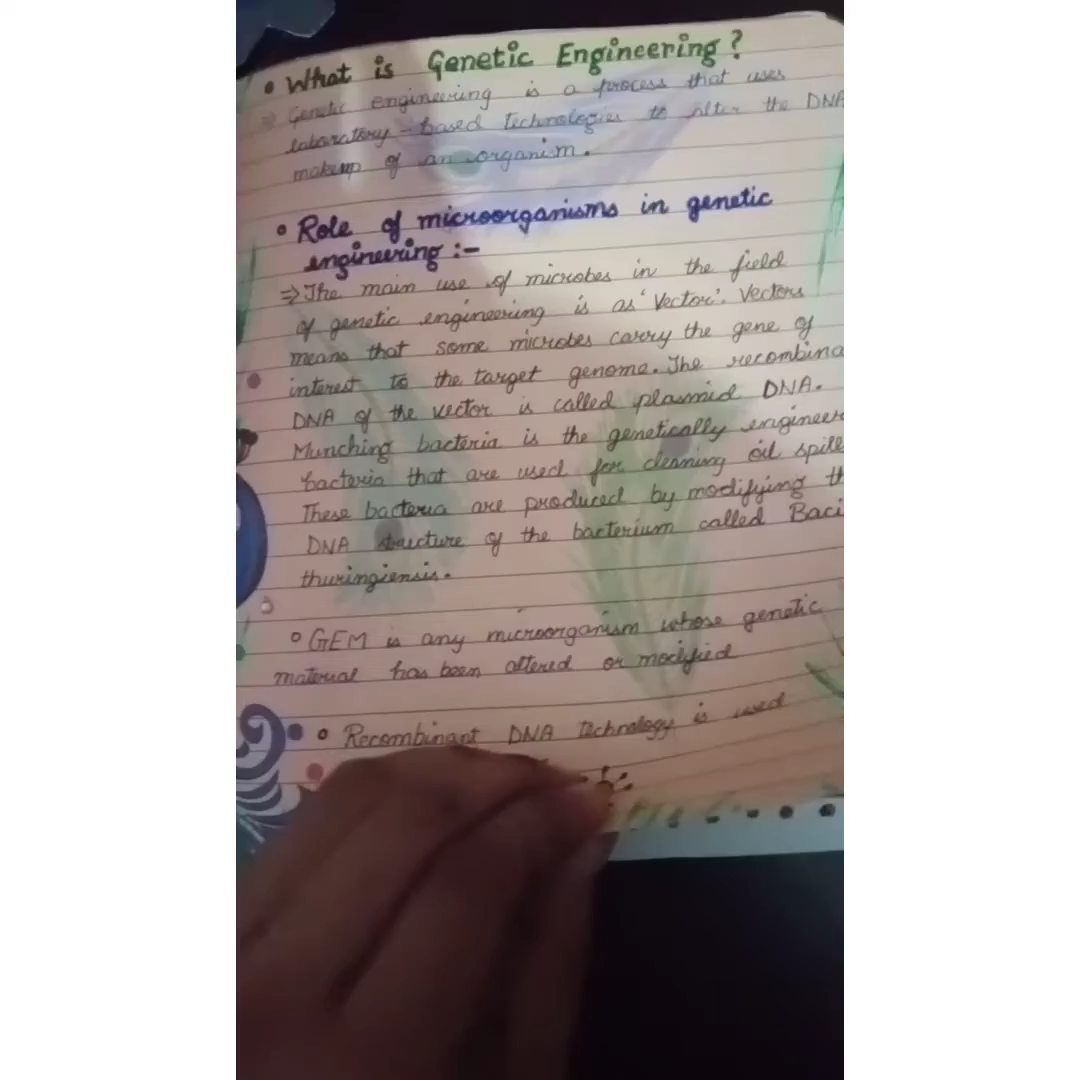 • What is Genetic Engineering?
⇒ Genetic engineering is a process that uses
laboratory-based technologies to alter the DNA
makeup of an organism.
• Role of microorganisms in genetic
engineering :-
⇒ The main use of microbes in the field
of genetic engineering is as 'Vector'. Vectors
means that some microbes carry the gene of
interest to the target genome. The recombina
DNA of the vector is called plasmid DNA.
Munching bacteria is the genetically engineer
bacteria that are used for cleaning oil spill
These bacteria are produced by modifying th
DNA structure of the bacterium called Baci
thuringiensis.
• GEM is any microorganism whose genetic
material has been altered or modified
• Recombinant DNA technology is used